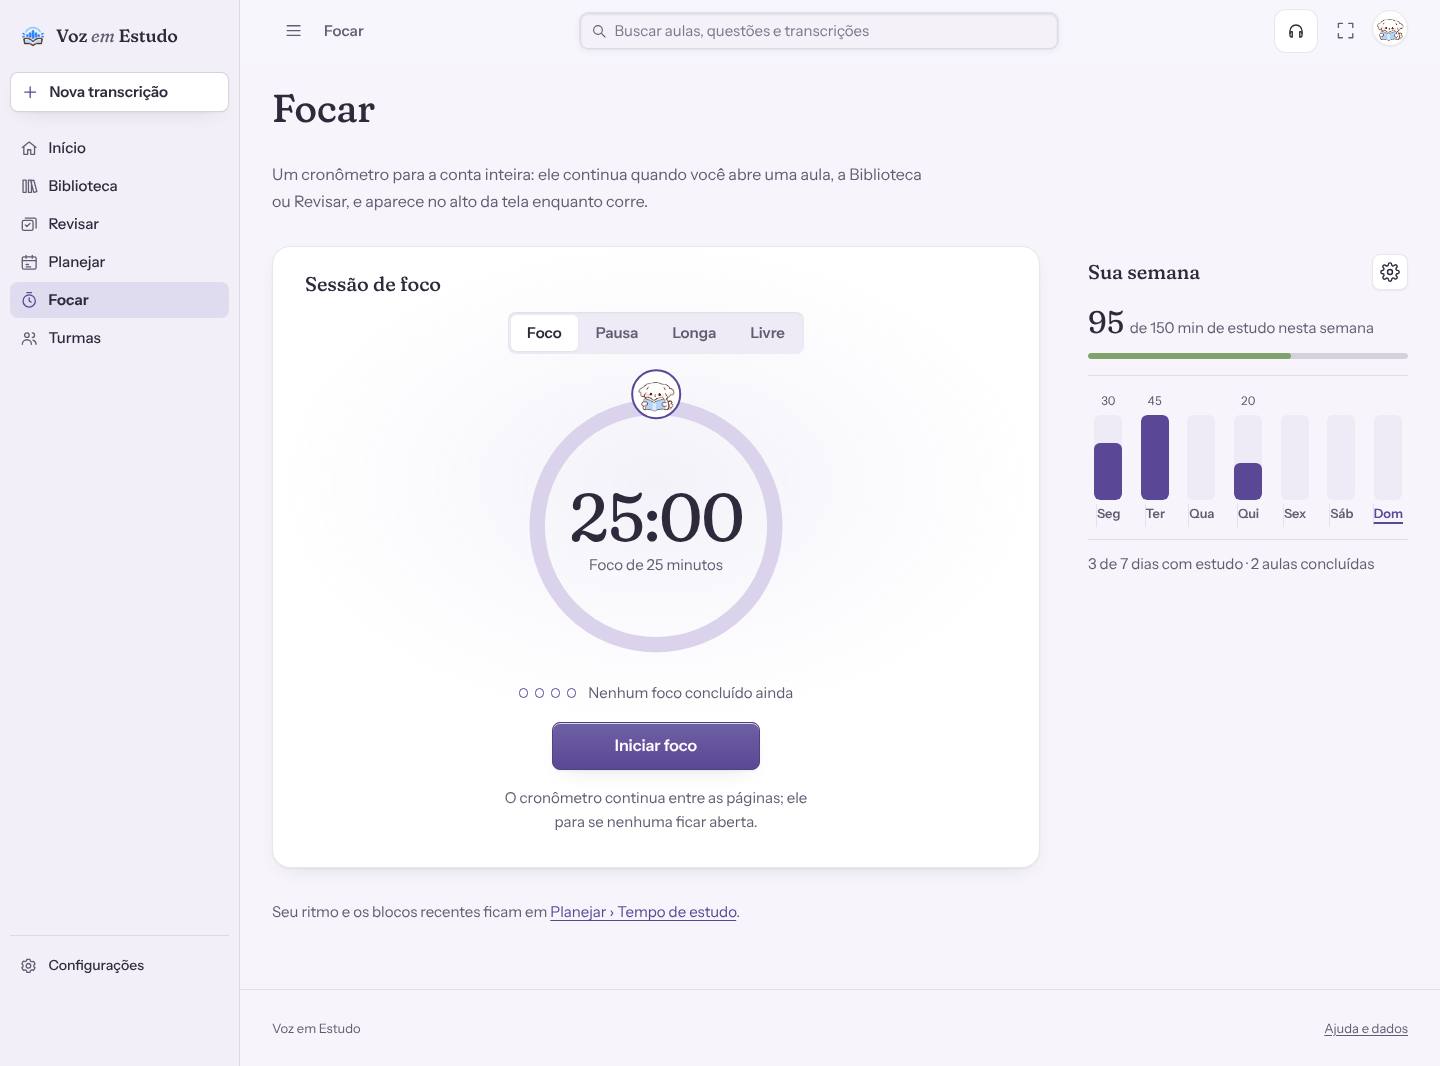 Voz em Estudo
Nova transcrição
Início
Biblioteca
Revisar
Planejar
Focar
Turmas
Configurações
Focar
Buscar aulas, questões e transcrições
Focar
Um cronômetro para a conta inteira: ele continua quando você abre uma aula, a Biblioteca
ou Revisar, e aparece no alto da tela enquanto corre.
Sessão de foco
Foco Pausa Longa Livre
25:00
Foco de 25 minutos
Nenhum foco concluído ainda
Iniciar foco
O cronômetro continua entre as páginas; ele
para se nenhuma ficar aberta.
Seu ritmo e os blocos recentes ficam em Planejar › Tempo de estudo.
Sua semana
95 de 150 min de estudo nesta semana
30 45 20
Seg Ter Qua Qui Sex Sáb Dom
3 de 7 dias com estudo · 2 aulas concluídas
Voz em Estudo
Ajuda e dados